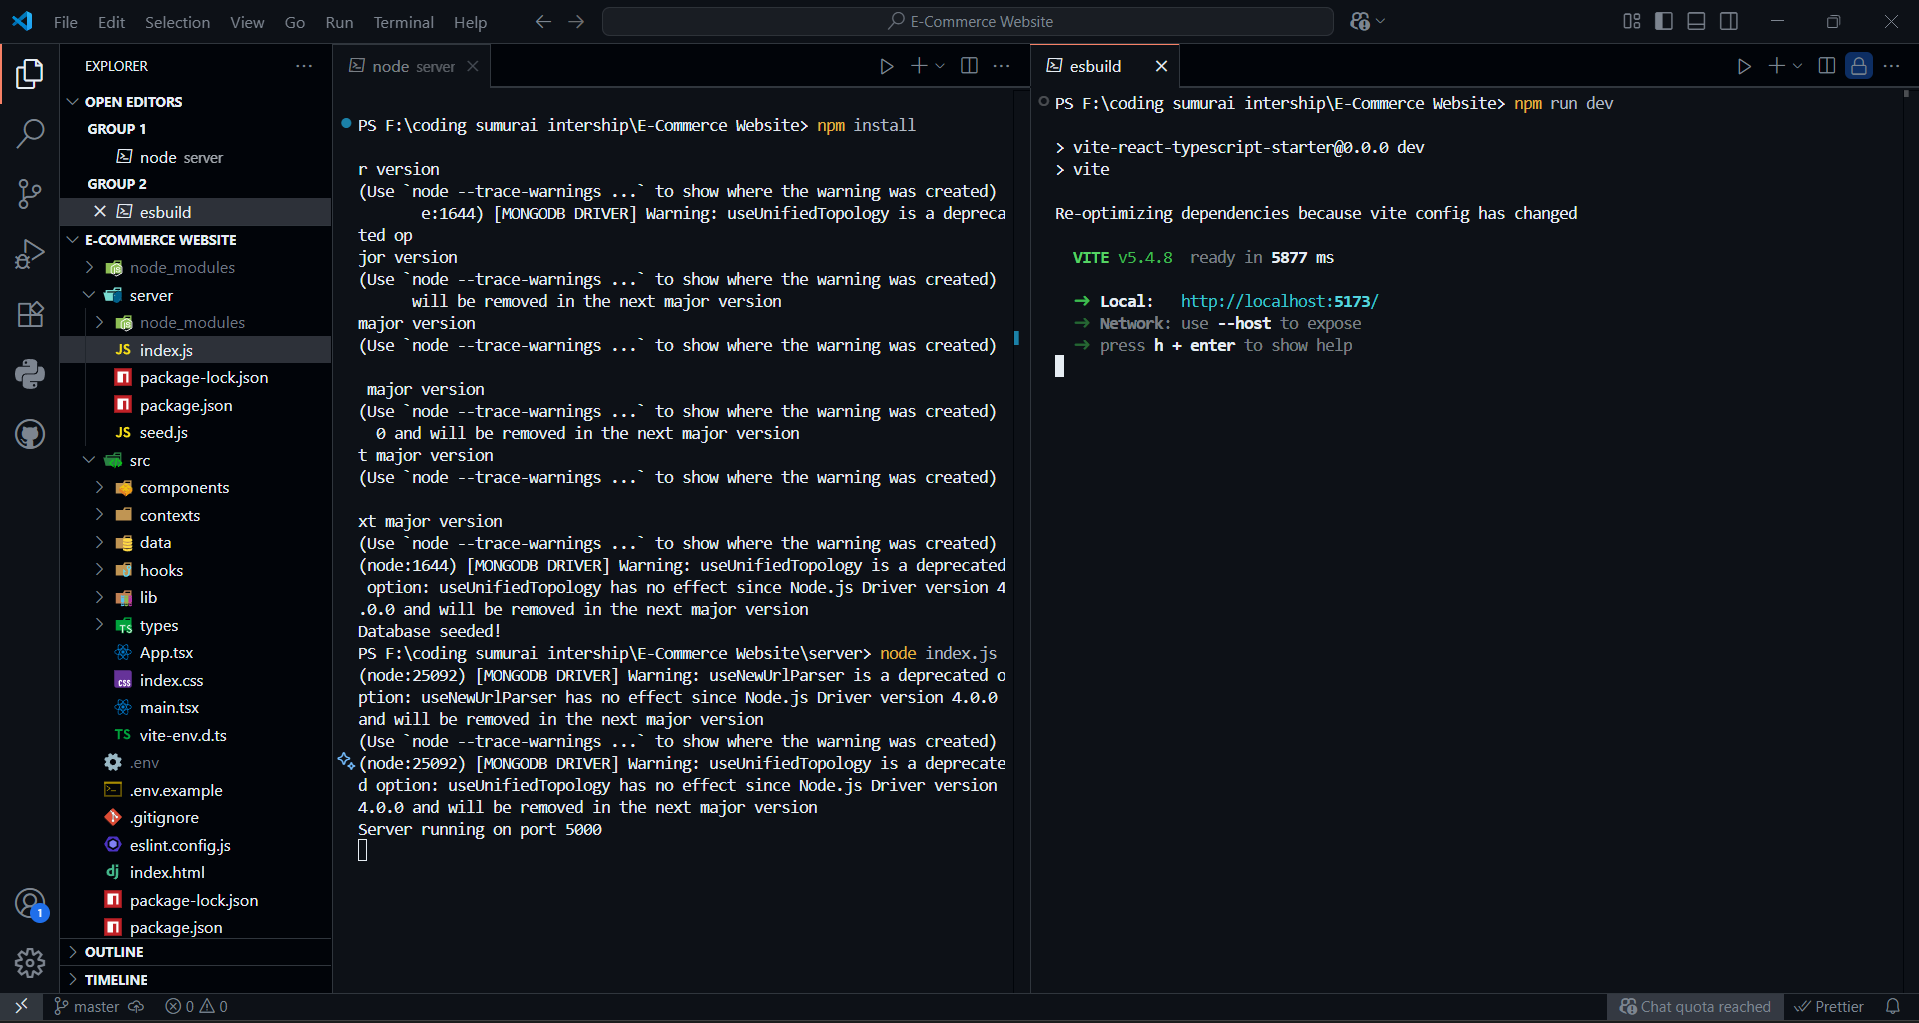 File Edit Selection View Go Run Terminal Help
E-Commerce Website
EXPLORER
OPEN EDITORS
GROUP 1
node server
GROUP 2
esbuild
E-COMMERCE WEBSITE
node_modules
server
node_modules
JS index.js
package-lock.json
package.json
JS seed.js
src
components
contexts
data
hooks
lib
types
App.tsx
index.css
main.tsx
TS vite-env.d.ts
.env
.env.example
.gitignore
eslint.config.js
dj index.html
package-lock.json
package.json
OUTLINE
TIMELINE
node server
PS F:\coding sumurai intership\E-Commerce Website> npm install
r version
(Use `node --trace-warnings ...` to show where the warning was created)
e:1644) [MONGODB DRIVER] Warning: useUnifiedTopology is a depreca
ted op
jor version
(Use `node --trace-warnings ...` to show where the warning was created)
will be removed in the next major version
major version
(Use `node --trace-warnings ...` to show where the warning was created)
major version
(Use `node --trace-warnings ...` to show where the warning was created)
0 and will be removed in the next major version
t major version
(Use `node --trace-warnings ...` to show where the warning was created)
xt major version
(Use `node --trace-warnings ...` to show where the warning was created)
(node:1644) [MONGODB DRIVER] Warning: useUnifiedTopology is a deprecated
option: useUnifiedTopology has no effect since Node.js Driver version 4
.0.0 and will be removed in the next major version
Database seeded!
PS F:\coding sumurai intership\E-Commerce Website\server> node index.js
(node:25092) [MONGODB DRIVER] Warning: useNewUrlParser is a deprecated o
ption: useNewUrlParser has no effect since Node.js Driver version 4.0.0
and will be removed in the next major version
(Use `node --trace-warnings ...` to show where the warning was created)
(node:25092) [MONGODB DRIVER] Warning: useUnifiedTopology is a deprecate
d option: useUnifiedTopology has no effect since Node.js Driver version
4.0.0 and will be removed in the next major version
Server running on port 5000
esbuild
PS F:\coding sumurai intership\E-Commerce Website> npm run dev
> vite-react-typescript-starter@0.0.0 dev
> vite
Re-optimizing dependencies because vite config has changed
VITE v5.4.8 ready in 5877 ms
➜ Local: http://localhost:5173/
➜ Network: use --host to expose
➜ press h + enter to show help
1
master 0 0
Chat quota reached
Prettier